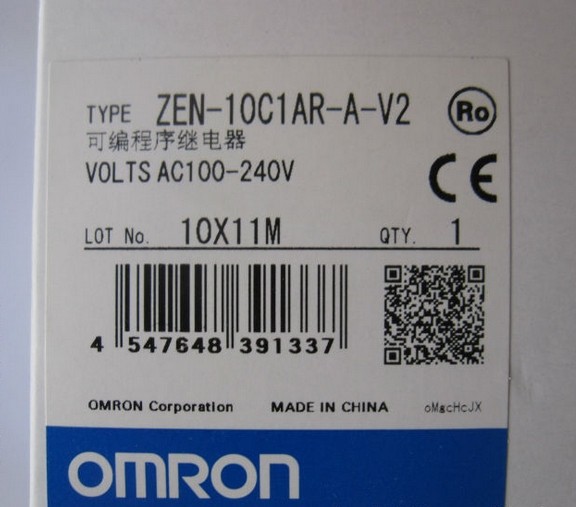 TYPE ZEN-10C1AR-A-V2 Ro
可编程序继电器
VOLTS AC100-240V CE
LOT No. 10X11M QTY. 1
4 547648 391337
OMRON Corporation MADE IN CHINA oMgcHcJX
OMRON